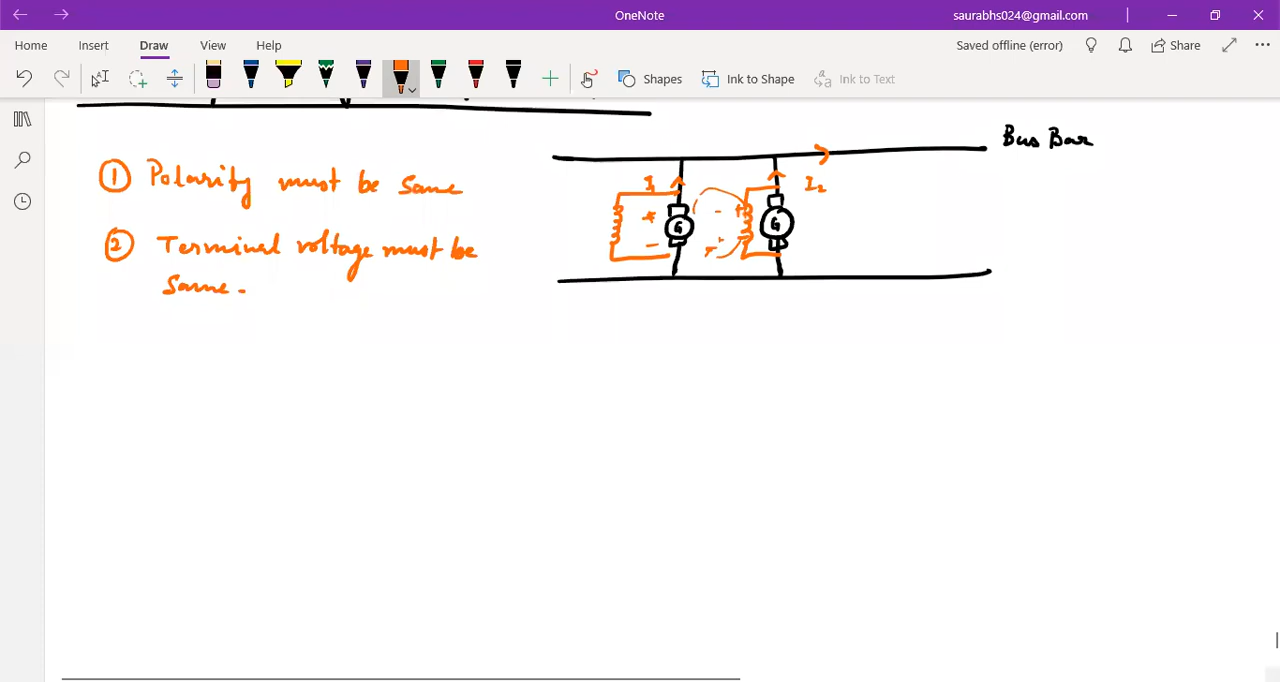 OneNote
saurabhs024@gmail.com
Home Insert Draw View Help
Saved offline (error) Share
Shapes Ink to Shape Ink to Text
Bus Bar
① Polarity must be same
② Terminal voltage must be
same.
I1
I2
+
-
-
+
G
G